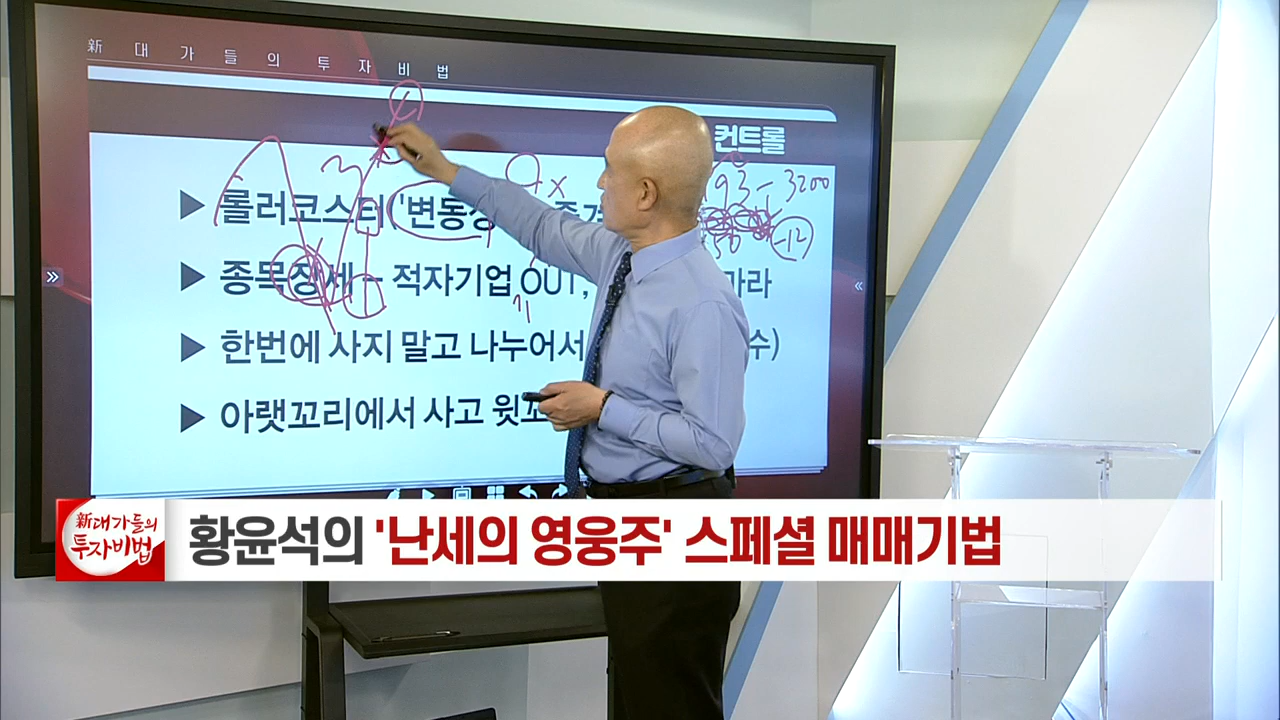 新 대 가 들 의 투 자 비 법
컨트롤
▶ 롤러코스터('변동성
93 - 3200
-12
▶ 종목장세 - 적자기업 OUT, 마라
▶ 한번에 사지 말고 나누어서 수)
▶ 아랫꼬리에서 사고 윗꼬
新대가들의
투자비법
황윤석의 '난세의 영웅주' 스페셜 매매기법